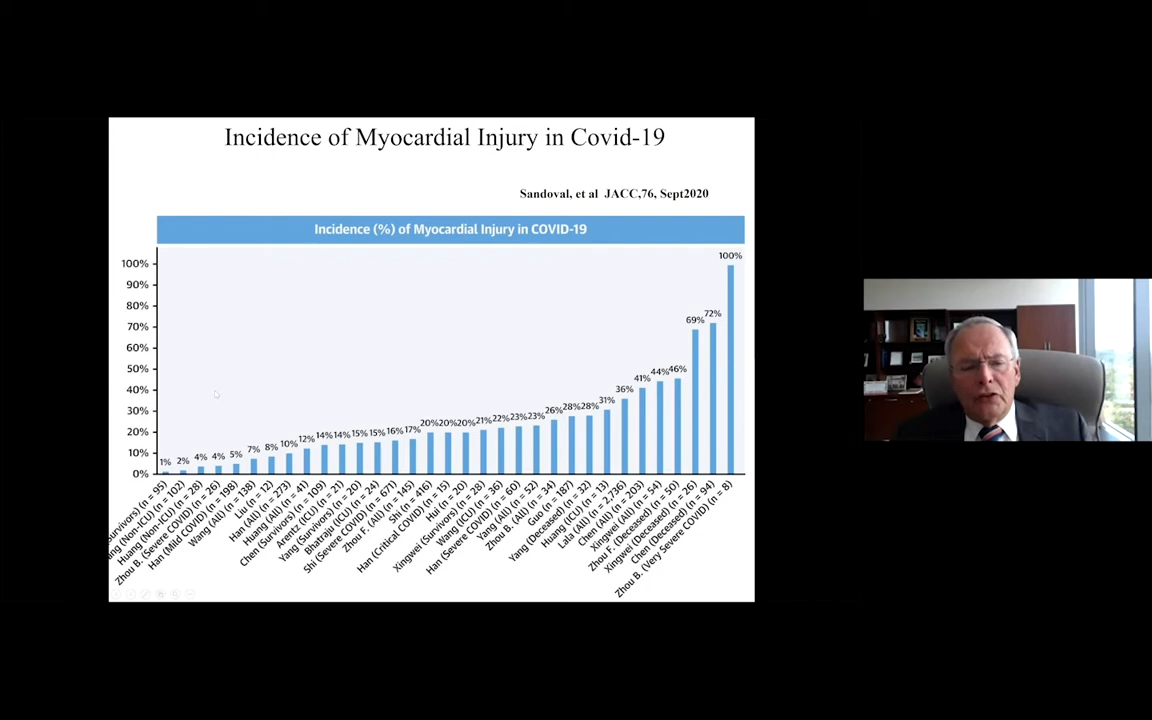 Incidence of Myocardial Injury in Covid-19
Sandoval, et al JACC,76, Sept2020
Incidence (%) of Myocardial Injury in COVID-19
100%
90%
80%
70%
60%
50%
40%
30%
20%
10%
0%
1%
2%
4%
4%
5%
7%
8%
10%
12%
14%
14%
15%
15%
16%
17%
20%
20%
20%
21%
22%
23%
23%
26%
28%
28%
31%
36%
41%
44%
46%
69%
72%
100%
Survivors) (n = 95)
(Non-ICU) (n = 102)
Huang (Non-ICU) (n = 28)
Zhou B. (Severe COVID) (n = 26)
Han (Mild COVID) (n = 198)
Wang (All) (n = 138)
Liu (n = 12)
Han (All) (n = 273)
Huang (All) (n = 41)
Chen (Survivors) (n = 109)
Arentz (ICU) (n = 21)
Yang (Survivors) (n = 20)
Bhatraju (ICU) (n = 24)
Shi (Severe COVID) (n = 671)
Zhou F. (All) (n = 145)
Shi (n = 416)
Han (Critical COVID) (n = 15)
Hui (n = 20)
Xingwei (Survivors) (n = 28)
Wang (ICU) (n = 36)
Han (Severe COVID) (n = 60)
Yang (All) (n = 52)
Zhou B. (All) (n = 34)
Guo (n = 187)
Yang (Deceased) (n = 32)
Huang (ICU) (n = 13)
Lala (All) (n = 2,736)
Chen (All) (n = 203)
Xingwei (All) (n = 54)
Zhou F. (Deceased) (n = 50)
Xingwei (Deceased) (n = 26)
Chen (Deceased) (n = 94)
Zhou B. (Very Severe COVID) (n = 8)